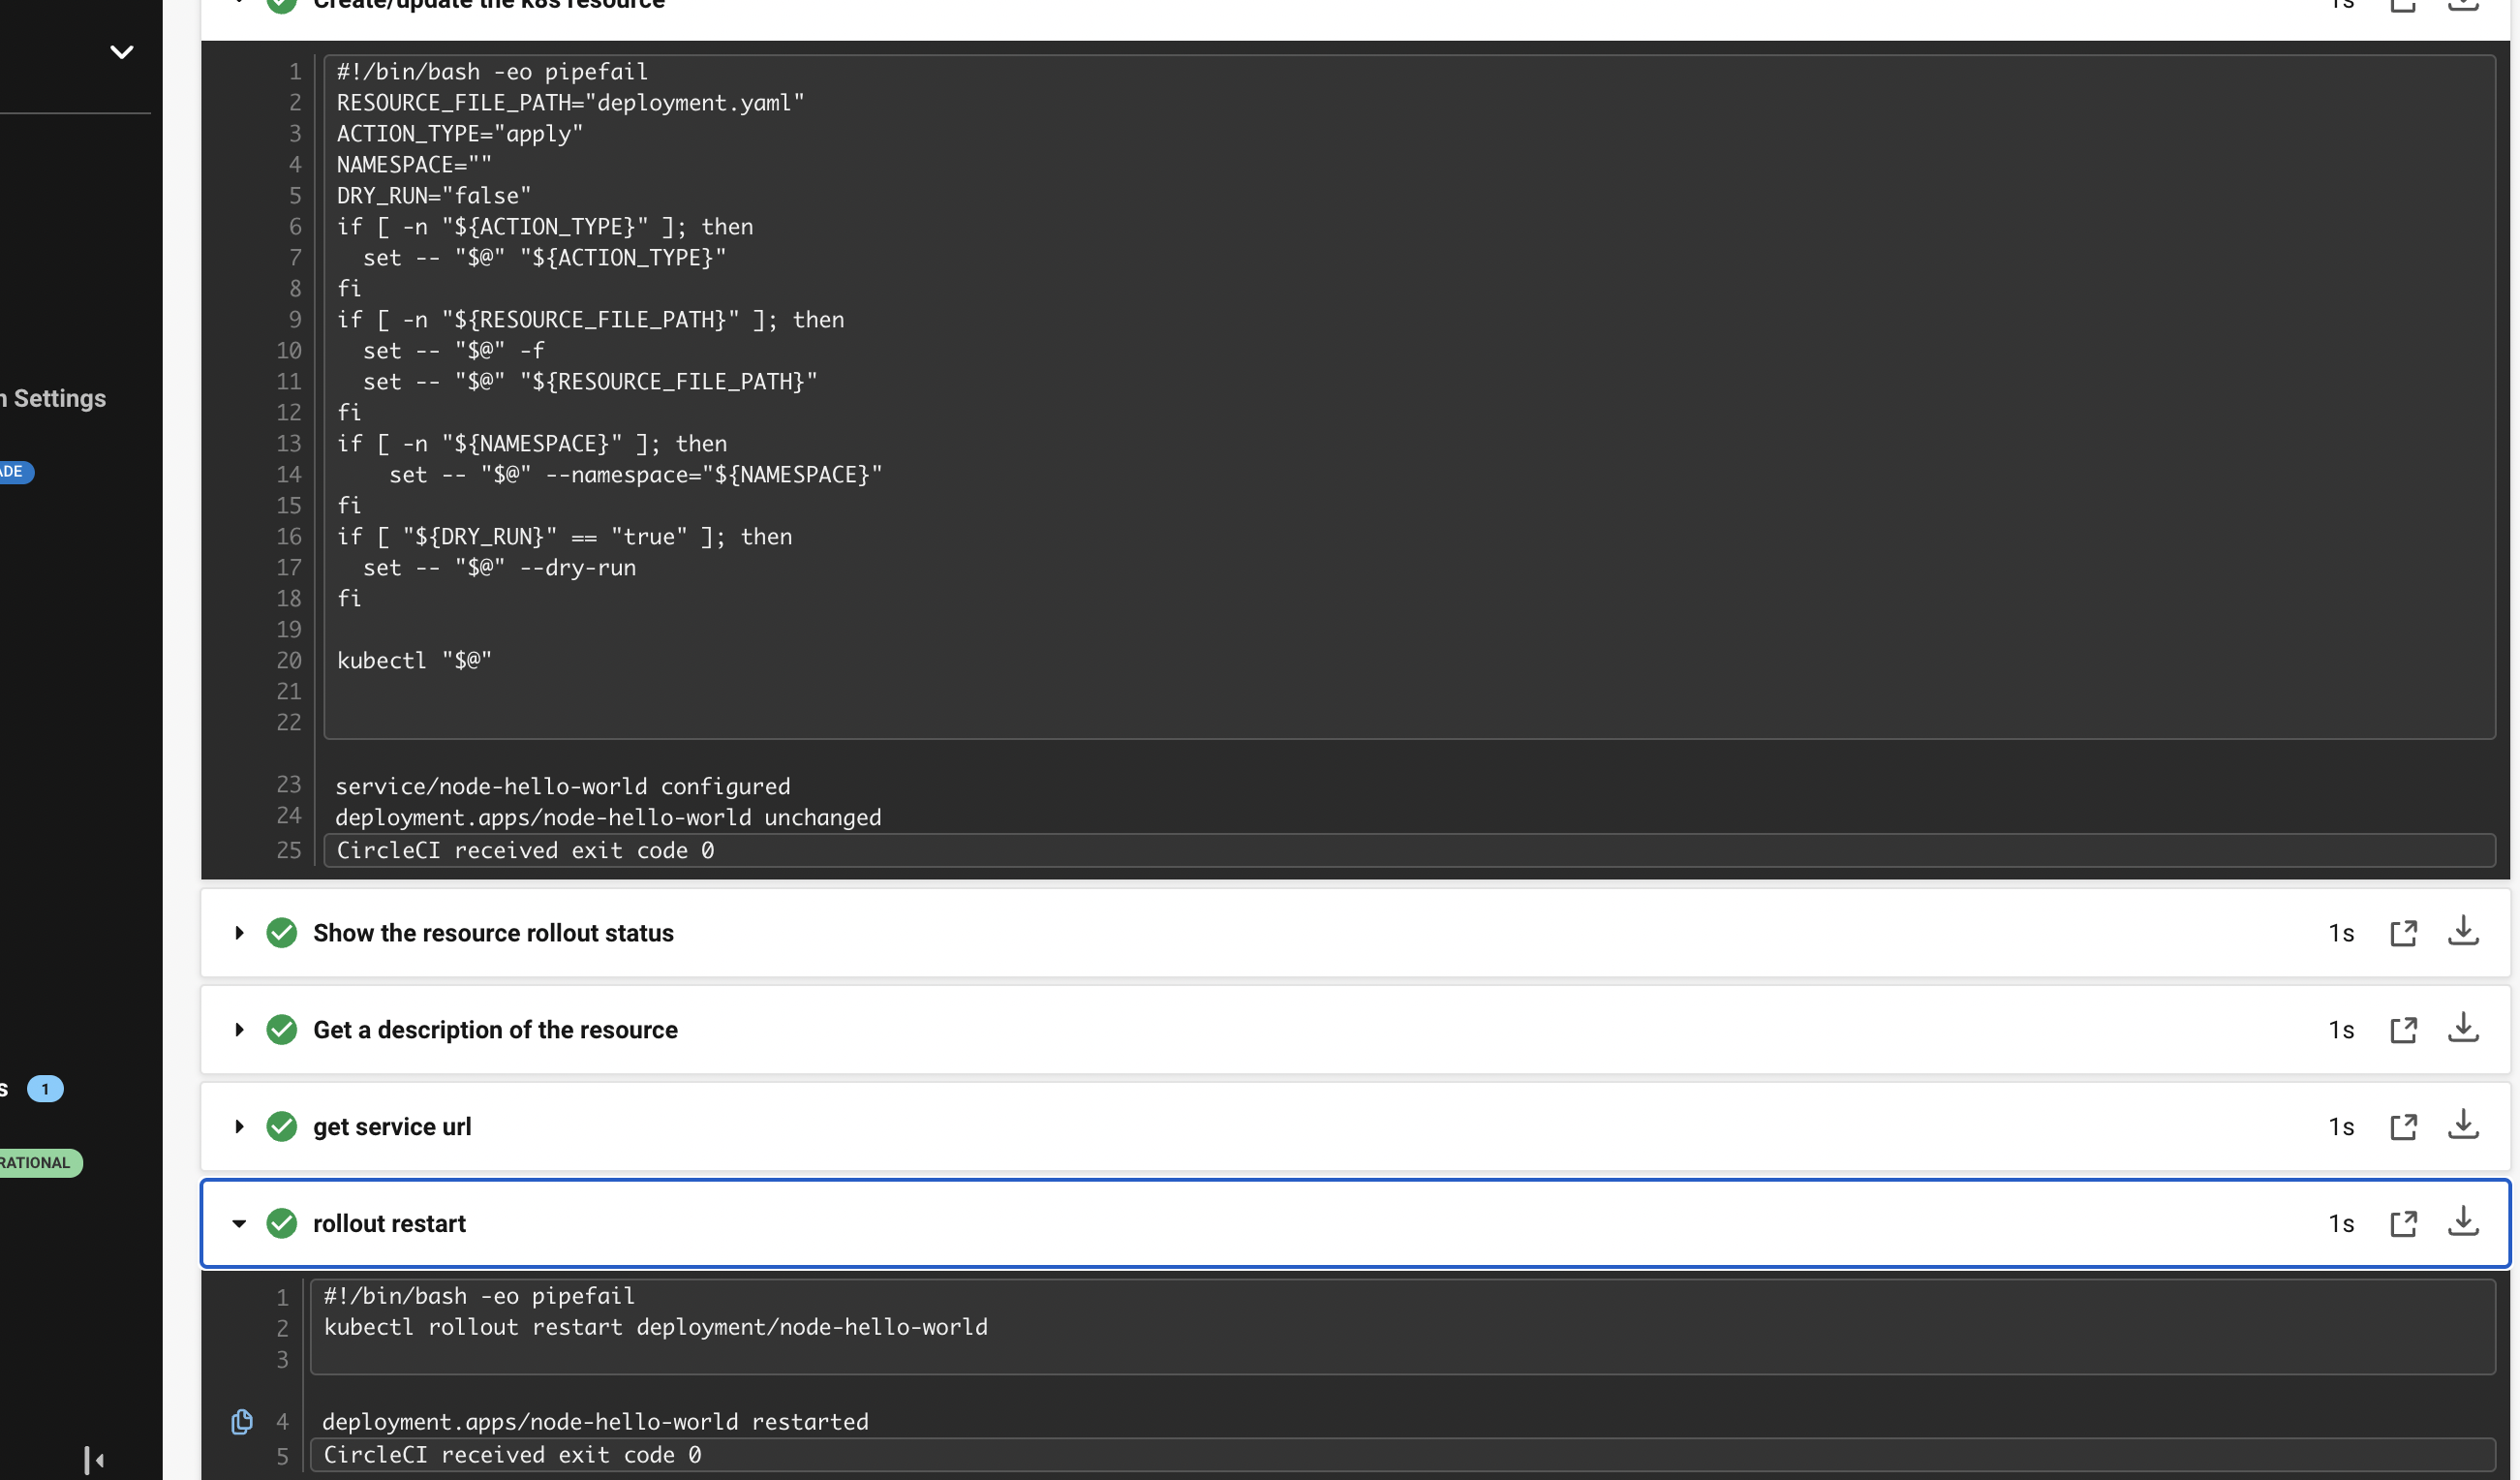 Create/update the k8s resource 1s
1 #!/bin/bash -eo pipefail
2 RESOURCE_FILE_PATH="deployment.yaml"
3 ACTION_TYPE="apply"
4 NAMESPACE=""
5 DRY_RUN="false"
6 if [ -n "${ACTION_TYPE}" ]; then
7 set -- "$@" "${ACTION_TYPE}"
8 fi
9 if [ -n "${RESOURCE_FILE_PATH}" ]; then
10 set -- "$@" -f
11 set -- "$@" "${RESOURCE_FILE_PATH}"
12 fi
13 if [ -n "${NAMESPACE}" ]; then
14 set -- "$@" --namespace="${NAMESPACE}"
15 fi
16 if [ "${DRY_RUN}" == "true" ]; then
17 set -- "$@" --dry-run
18 fi
19
20 kubectl "$@"
21
22
23 service/node-hello-world configured
24 deployment.apps/node-hello-world unchanged
25 CircleCI received exit code 0
Show the resource rollout status 1s
Get a description of the resource 1s
get service url 1s
rollout restart 1s
1 #!/bin/bash -eo pipefail
2 kubectl rollout restart deployment/node-hello-world
3
4 deployment.apps/node-hello-world restarted
5 CircleCI received exit code 0
n Settings
ADE
s 1
RATIONAL